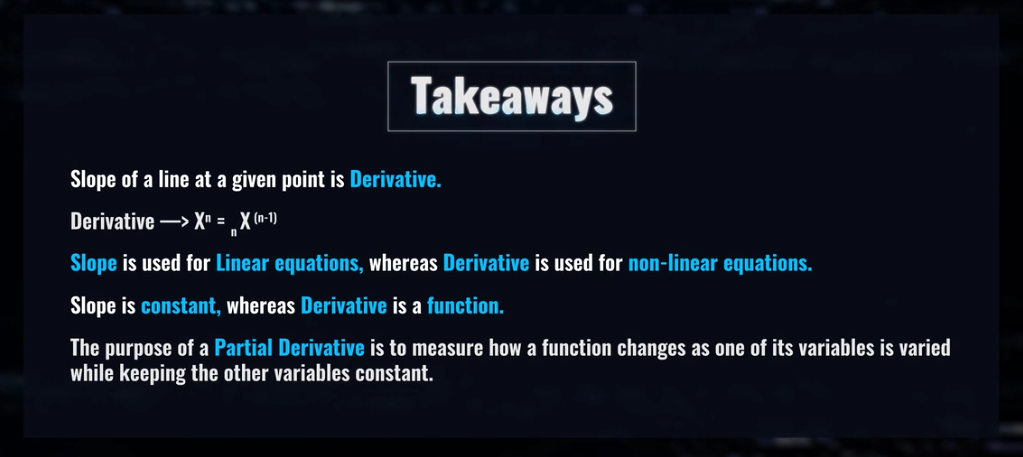 Takeaways
Slope of a line at a given point is Derivative.
Derivative —> Xⁿ = ₙX⁽ⁿ⁻¹⁾
Slope is used for Linear equations, whereas Derivative is used for non-linear equations.
Slope is constant, whereas Derivative is a function.
The purpose of a Partial Derivative is to measure how a function changes as one of its variables is varied
while keeping the other variables constant.